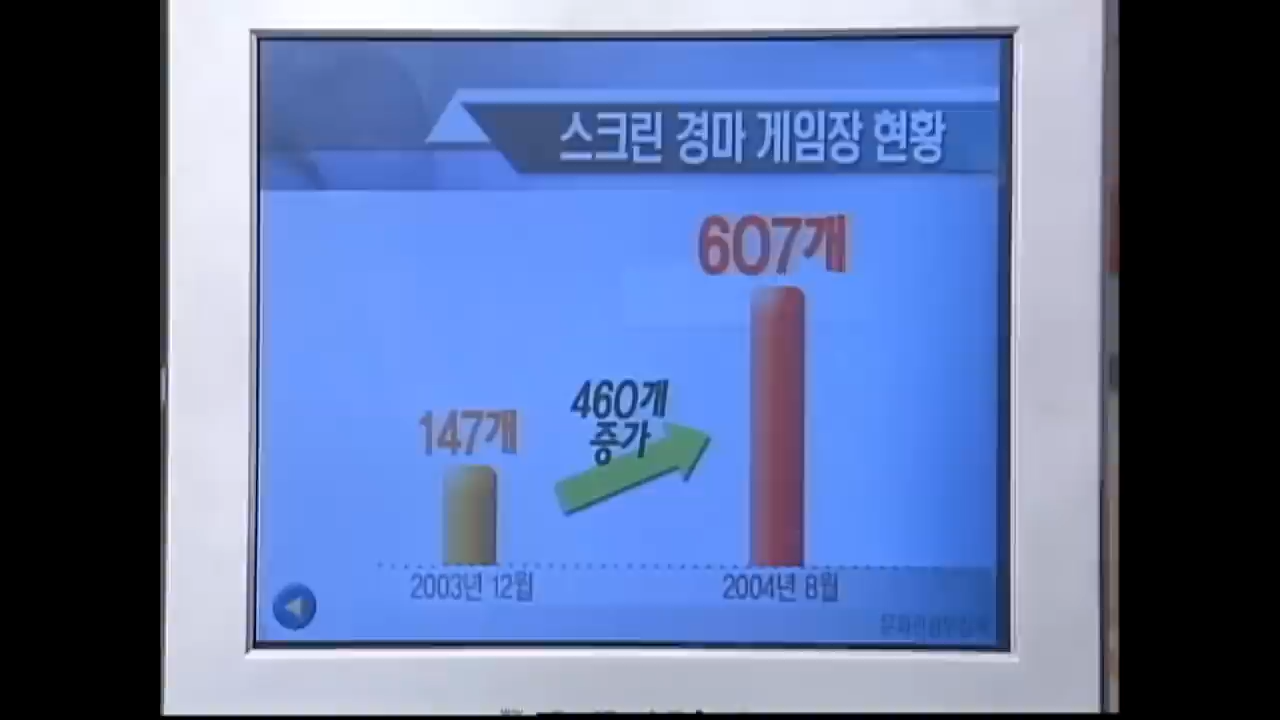 스크린 경마 게임장 현황
607개
460개
증가
147개
2003년 12월
2004년 8월